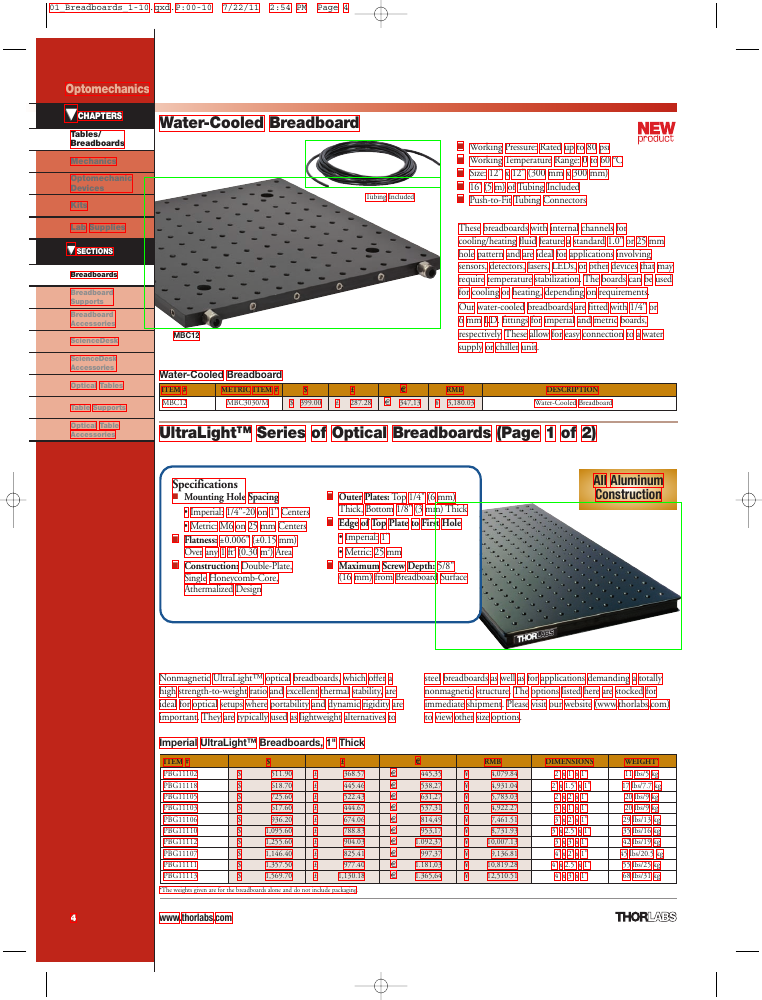 01 Breadboards 1-10.qxd.P:00-10 7/22/11 2:54 PM Page 4
Optomechanics
CHAPTERS
Tables/
Breadboards
Mechanics
Optomechanic
Devices
Kits
Lab Supplies
SECTIONS
Breadboards
Breadboard
Supports
Breadboard
Accessories
ScienceDesk
ScienceDesk
Accessories
Optical Tables
Table Supports
Optical Table
Accessories
Water-Cooled Breadboard
NEW
product
Working Pressure: Rated up to 80 psi
Working Temperature Range: 0 to 60 °C
Size: 12" x 12" (300 mm x 300 mm)
16' (5 m) of Tubing Included
Push-to-Fit Tubing Connectors
Tubing Included
MBC12
These breadboards with internal channels for
cooling/heating fluid feature a standard 1.0" or 25 mm
hole pattern and are ideal for applications involving
sensors, detectors, lasers, LEDs, or other devices that may
require temperature stabilization. The boards can be used
for cooling or heating, depending on requirements.
Our water-cooled breadboards are fitted with 1/4" or
6 mm I.D. fittings for imperial and metric boards,
respectively. These allow for easy connection to a water
supply or chiller unit.
Water-Cooled Breadboard
ITEM # METRIC ITEM # $ £ € RMB DESCRIPTION
MBC12 MBC3030/M $ 399.00 £ 287.28 € 347,13 ¥ 3,180.03 Water-Cooled Breadboard
UltraLight™ Series of Optical Breadboards (Page 1 of 2)
Specifications
Mounting Hole Spacing
• Imperial: 1/4"-20 on 1" Centers
• Metric: M6 on 25 mm Centers
Flatness: ±0.006" (±0.15 mm)
Over any 1 ft² (0.30 m²) Area
Construction: Double-Plate,
Single Honeycomb-Core,
Athermalized Design
Outer Plates: Top 1/4" (6 mm)
Thick, Bottom 1/8" (3 mm) Thick
Edge of Top Plate to First Hole
• Imperial: 1"
• Metric: 25 mm
Maximum Screw Depth: 5/8"
(16 mm) from Breadboard Surface
All Aluminum
Construction
THORLABS
Nonmagnetic UltraLight™ optical breadboards, which offer a
high strength-to-weight ratio and excellent thermal stability, are
ideal for optical setups where portability and dynamic rigidity are
important. They are typically used as lightweight alternatives to
steel breadboards as well as for applications demanding a totally
nonmagnetic structure. The options listed here are stocked for
immediate shipment. Please visit our website (www.thorlabs.com)
to view other size options.
Imperial UltraLight™ Breadboards, 1" Thick
ITEM # $ £ € RMB DIMENSIONS WEIGHT*
PBG11102 $ 511.90 £ 368.57 € 445,35 ¥ 4,079.84 2' x 1' x 1" 11 lbs/5 kg
PBG11118 $ 618.70 £ 445.46 € 538,27 ¥ 4,931.04 2' x 1.5' x 1" 17 lbs/7.7 kg
PBG11105 $ 725.60 £ 522.43 € 631,27 ¥ 5,783.03 2' x 2' x 1" 20 lbs/9 kg
PBG11103 $ 617.60 £ 444.67 € 537,31 ¥ 4,922.27 3' x 1' x 1" 20 lbs/9 kg
PBG11106 $ 936.20 £ 674.06 € 814,49 ¥ 7,461.51 3' x 2' x 1" 29 lbs/13 kg
PBG11110 $ 1,095.60 £ 788.83 € 953,17 ¥ 8,731.93 3' x 2.5' x 1" 35 lbs/16 kg
PBG11112 $ 1,255.60 £ 904.03 € 1.092,37 ¥ 10,007.13 3' x 3' x 1" 42 lbs/19 kg
PBG11107 $ 1,146.40 £ 825.41 € 997,37 ¥ 9,136.81 4' x 2' x 1" 45 lbs/20.5 kg
PBG11111 $ 1,357.50 £ 977.40 € 1.181,03 ¥ 10,819.28 4' x 2.5' x 1" 55 lbs/25 kg
PBG11113 $ 1,569.70 £ 1,130.18 € 1.365,64 ¥ 12,510.51 4' x 3' x 1" 68 lbs/31 kg
*The weights given are for the breadboards alone and do not include packaging.
4
www.thorlabs.com
THORLABS